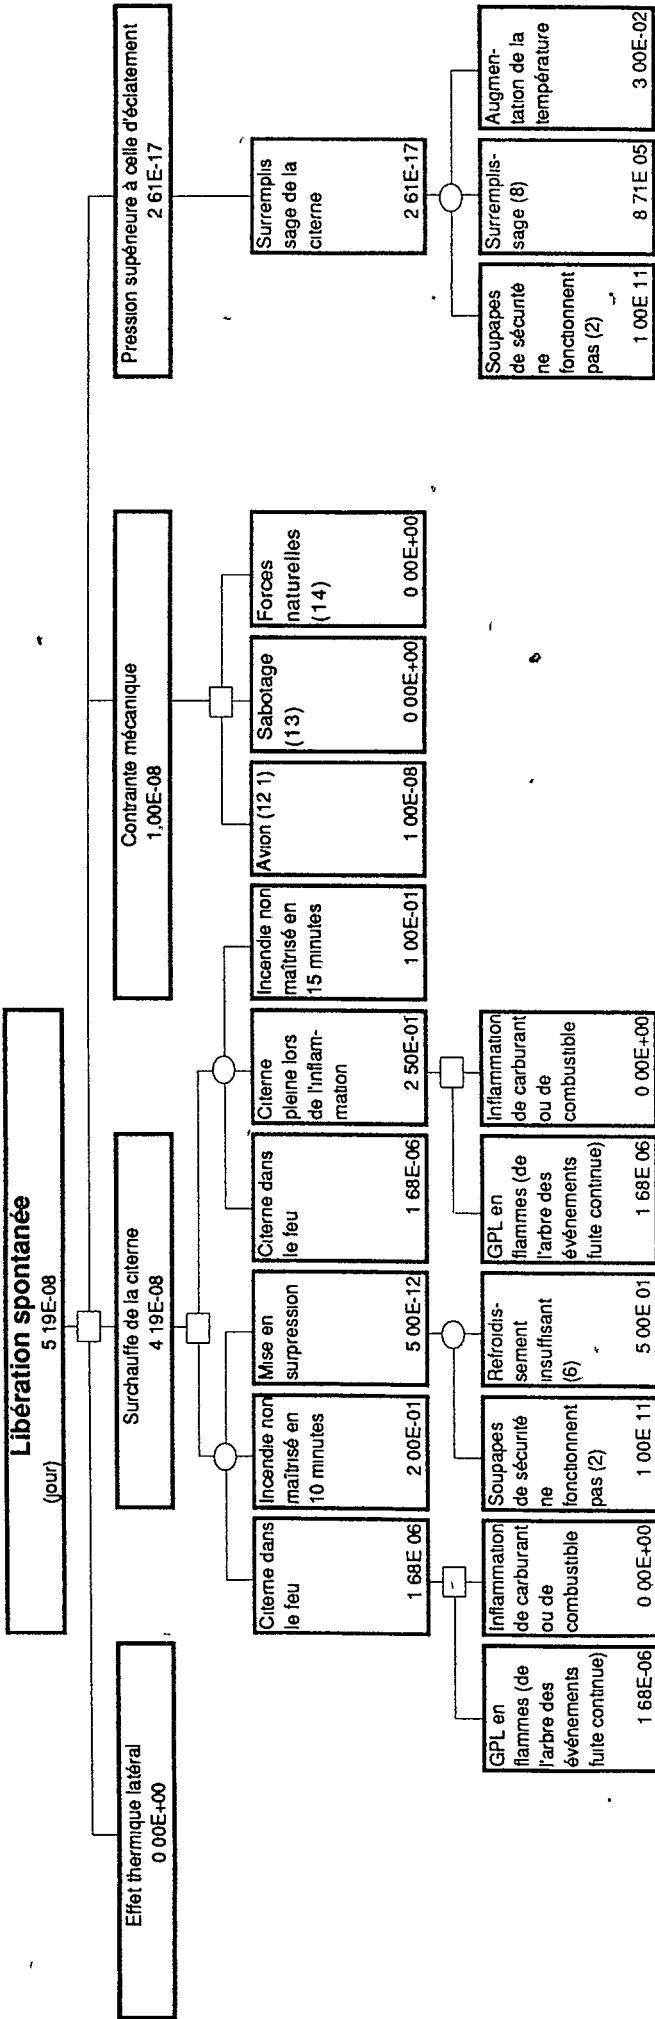 Libération spontanée
(jour) 5 19E-08
Effet thermique latéral
0 00E+00
Surchauffe de la citerne
4 19E-08
Contrainte mécanique
1,00E-08
Pression supérieure à celle d'éclatement
2 61E-17
Citerne dans
le feu
1 68E 06
Incendie non
maîtrisé en
10 minutes
2 00E-01
Mise en
surpression
5 00E-12
Citerne dans
le feu
1 68E-06
Citerne
pleine lors
de l'inflam-
mation
2 50E-01
Incendie non
maîtrisé en
15 minutes
1 00E-01
Avion (12 1)
1 00E-08
Sabotage
(13)
0 00E+00
Forces
naturelles
(14)
0 00E+00
Surremplis
sage de la
citerne
2 61E-17
GPL en
flammes (de
l'arbre des
événements
fuite continue)
1 68E-06
Inflammation
de carburant
ou de
combustible
0 00E+00
Soupapes
de sécurité
ne
fonctionnent
pas (2)
1 00E 11
Refroidis-
sement
insuffisant
(6)
5 00E 01
GPL en
flammes (de
l'arbre des
événements
fuite continue)
1 68E 06
Inflammation
de carburant
ou de
combustible
0 00E+00
Soupapes
de sécurité
ne
fonctionnent
pas (2)
1 00E 11
Surremplis-
sage (8)
8 71E 05
Augmen-
tation de la
température
3 00E-02